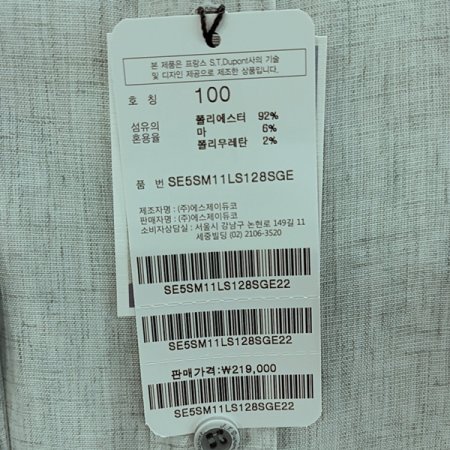 본 제품은 프랑스 S.T.Dupont사의 기술
및 디자인 제공으로 제조한 상품입니다.
호 칭 100
섬유의 혼용율 폴리에스터 92%
마 6%
폴리우레탄 2%
품 번 SE5SM11LS128SGE
제조자명 : (주)에스제이듀코
판매자명 : (주)에스제이듀코
소비자상담실 : 서울시 강남구 논현로 149길 11
세중빌딩 (02) 2106-3520
SE5SM11LS128SGE22
SE5SM11LS128SGE22
판매가격:₩219,000
SE5SM11LS128SGE22